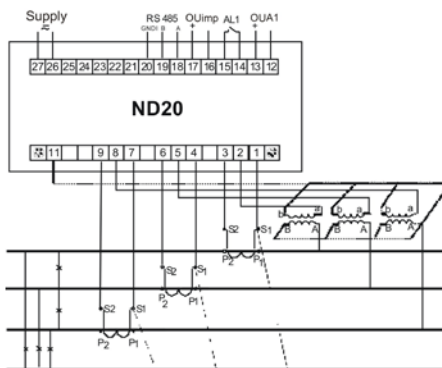 Supply RS 485 OUimp AL1 OUA1
≂ GNDI B A + +
27 26 25 24 23 22 21 20 19 18 17 16 15 14 13 12
ND20
11 9 8 7 6 5 4 3 2 1
b a b a b a
B A B A B A
S2 S1
P2 P1
S2 S1
P2 P1
S2 S1
P2 P1